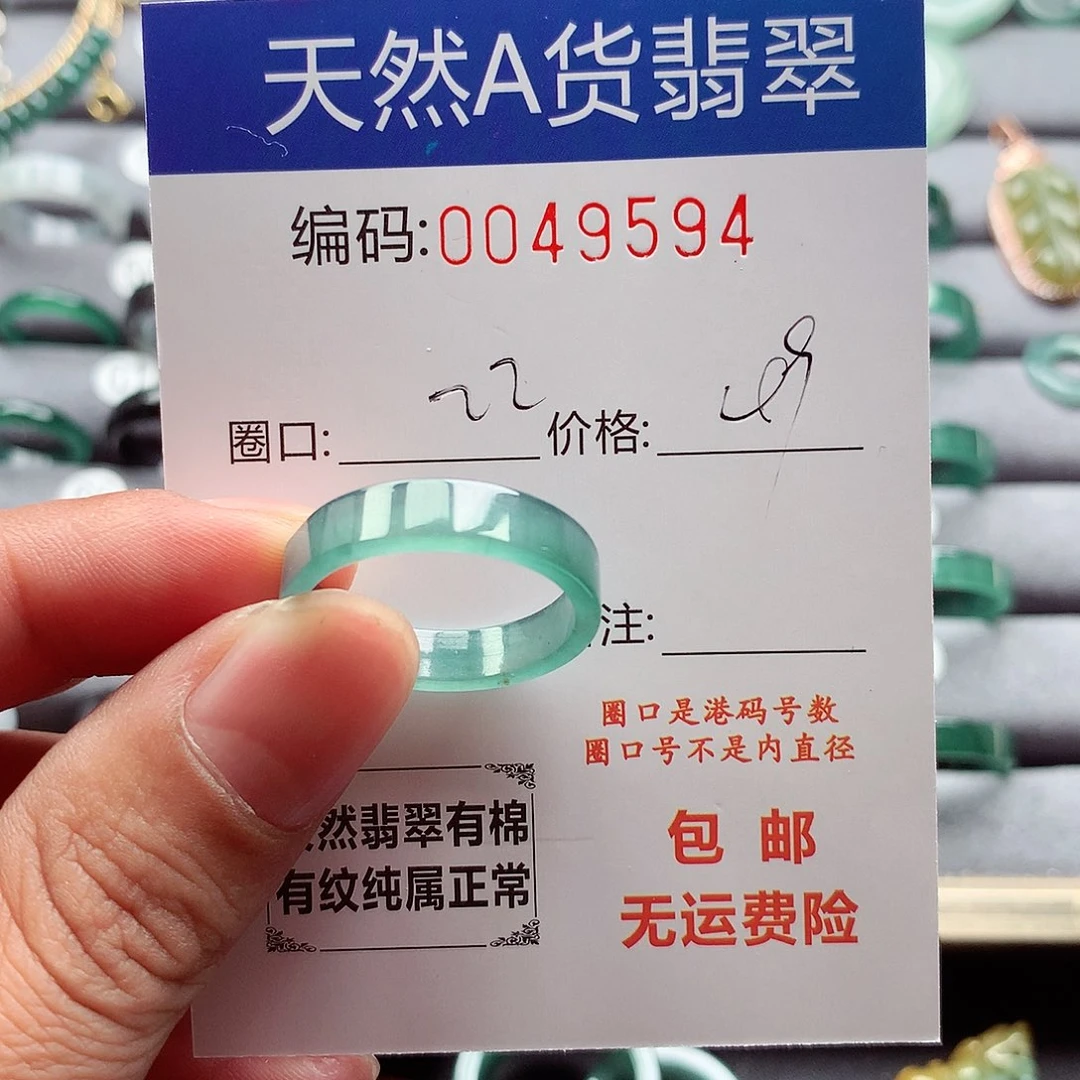 天然A货翡翠
编码:0049594
圈口: 22 价格:
注:
圈口是港码号数
圈口号不是内直径
然翡翠有棉
有纹纯属正常
包 邮
无运费险